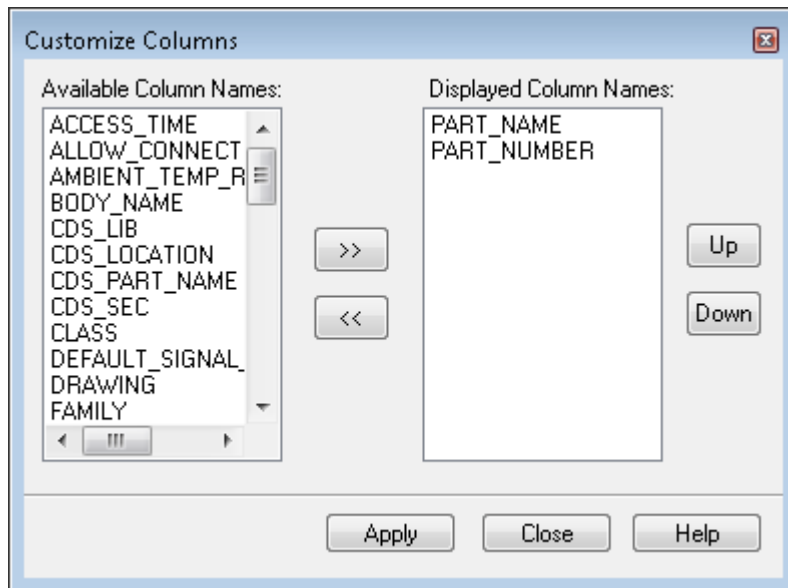 Customize Columns
Available Column Names:
Displayed Column Names:
ACCESS_TIME
ALLOW_CONNECT
AMBIENT_TEMP_R
BODY_NAME
CDS_LIB
CDS_LOCATION
CDS_PART_NAME
CDS_SEC
CLASS
DEFAULT_SIGNAL_
DRAWING
FAMILY
>>
<<
PART_NAME
PART_NUMBER
Up
Down
Apply
Close
Help